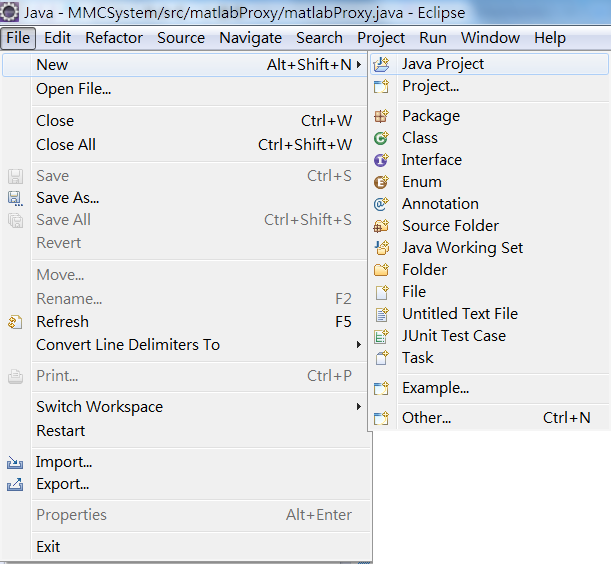 Java - MMCSystem/src/matlabProxy/matlabProxy.java - Eclipse
File Edit Refactor Source Navigate Search Project Run Window Help
New Alt+Shift+N
Open File...
Close Ctrl+W
Close All Ctrl+Shift+W
Save Ctrl+S
Save As...
Save All Ctrl+Shift+S
Revert
Move...
Rename... F2
Refresh F5
Convert Line Delimiters To
Print... Ctrl+P
Switch Workspace
Restart
Import...
Export...
Properties Alt+Enter
Exit
Java Project
Project...
Package
Class
Interface
Enum
Annotation
Source Folder
Java Working Set
Folder
File
Untitled Text File
JUnit Test Case
Task
Example...
Other... Ctrl+N